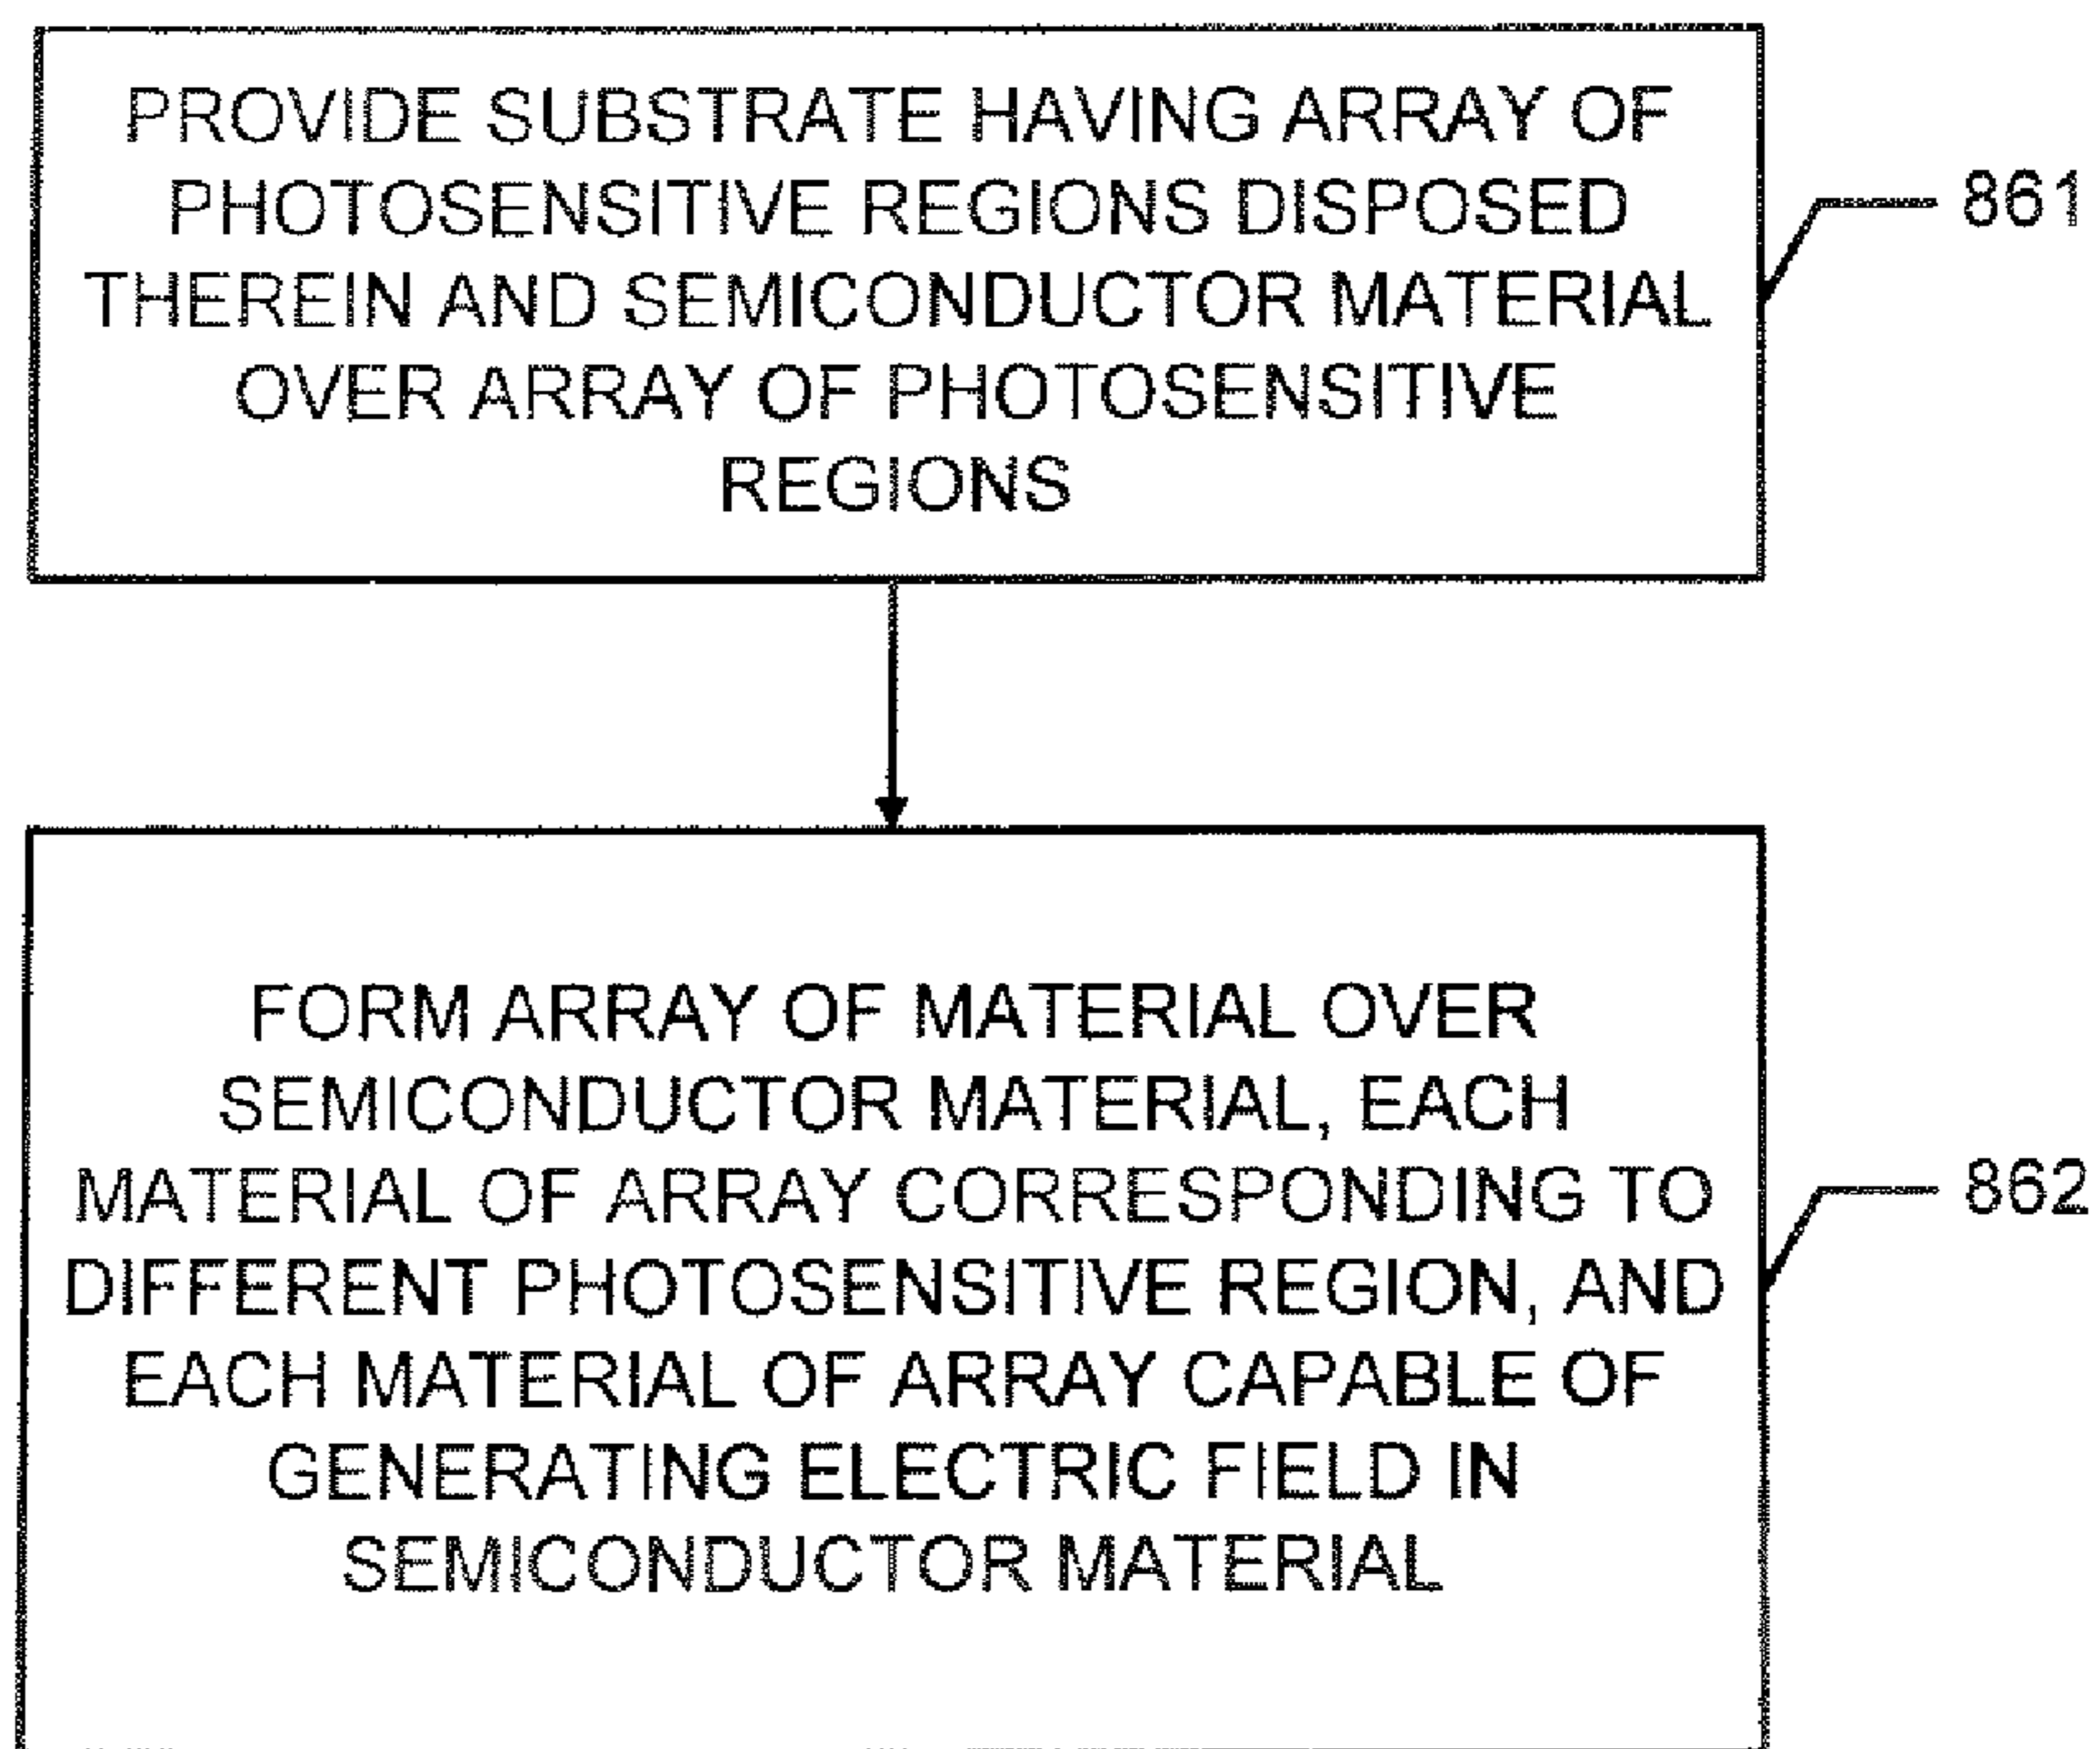 PROVIDE SUBSTRATE HAVING ARRAY OF
PHOTOSENSITIVE REGIONS DISPOSED
THEREIN AND SEMICONDUCTOR MATERIAL
OVER ARRAY OF PHOTOSENSITIVE
REGIONS
861
FORM ARRAY OF MATERIAL OVER
SEMICONDUCTOR MATERIAL, EACH
MATERIAL OF ARRAY CORRESPONDING TO
DIFFERENT PHOTOSENSITIVE REGION, AND
EACH MATERIAL OF ARRAY CAPABLE OF
GENERATING ELECTRIC FIELD IN
SEMICONDUCTOR MATERIAL
862